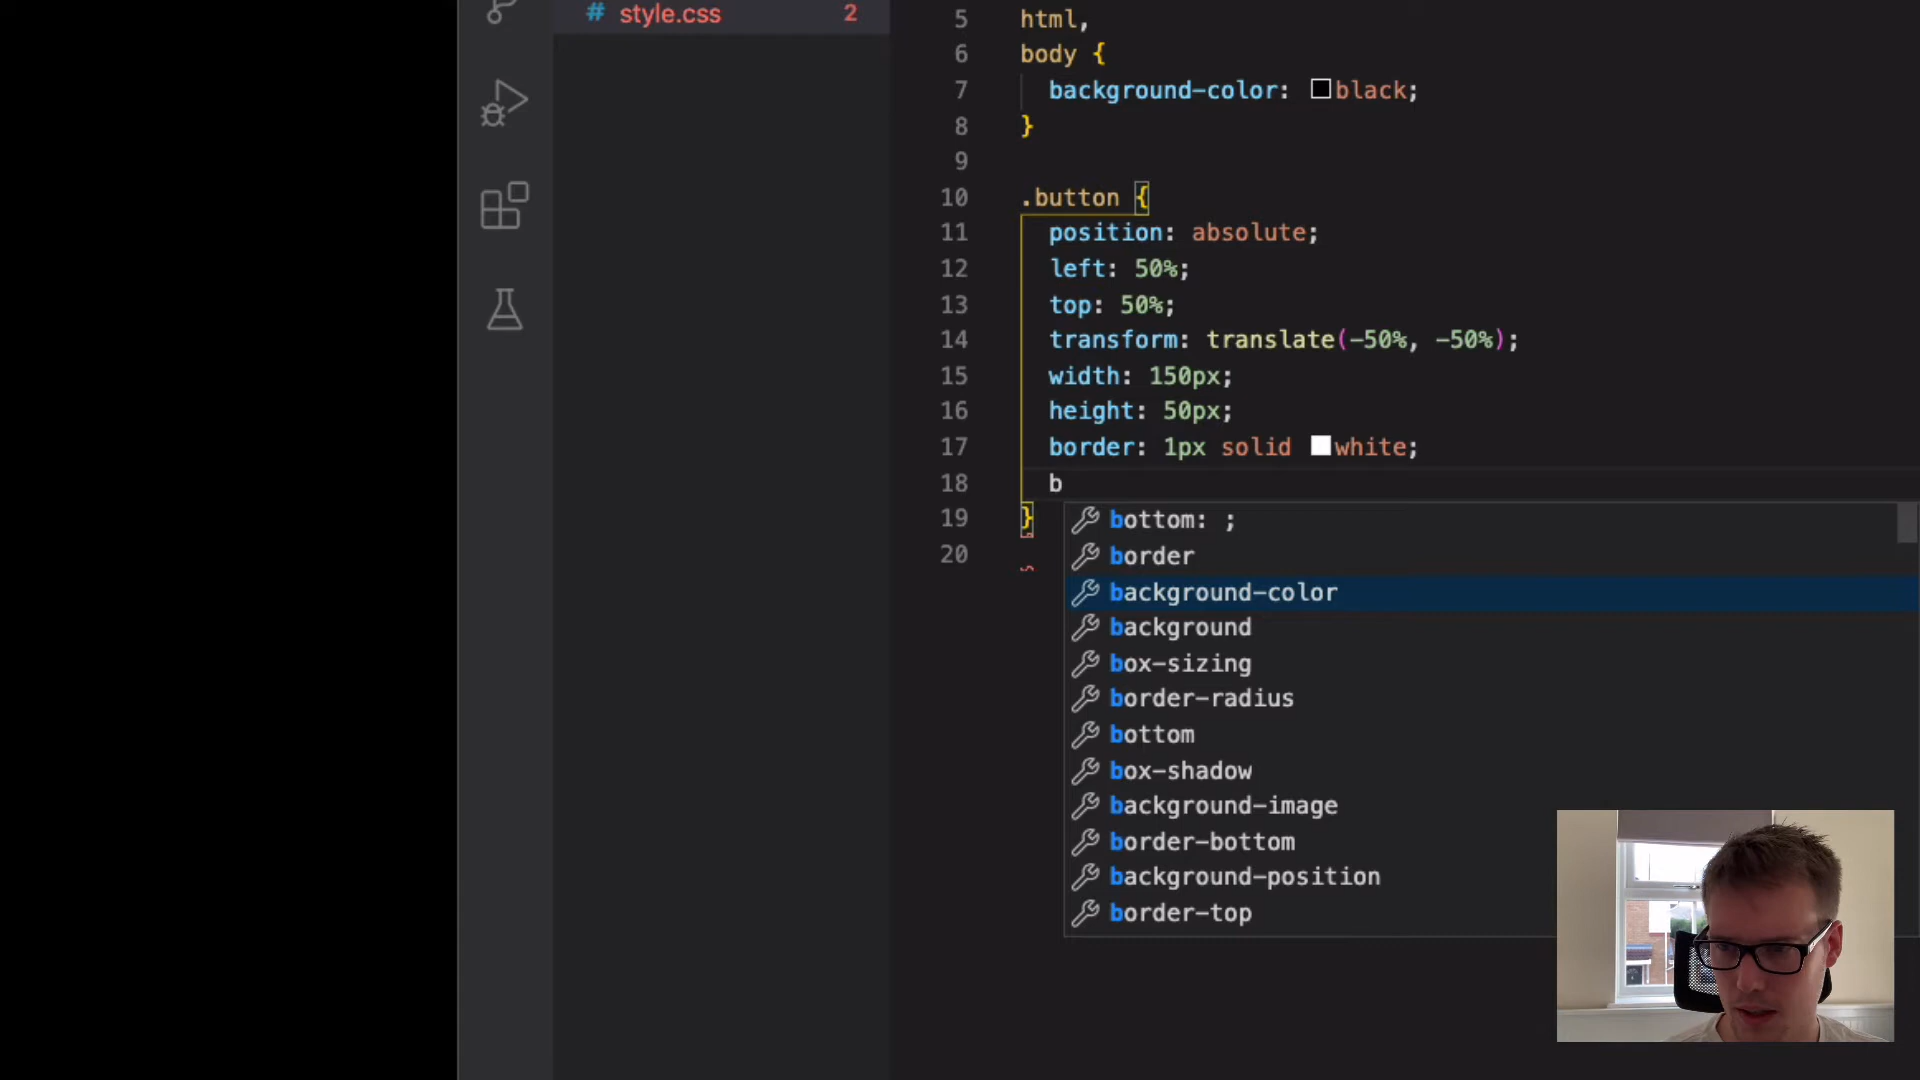 # style.css 2
5 html,
6 body {
7 background-color: black;
8 }
9
10 .button {
11 position: absolute;
12 left: 50%;
13 top: 50%;
14 transform: translate(-50%, -50%);
15 width: 150px;
16 height: 50px;
17 border: 1px solid white;
18 b
19 }
20
bottom: ;
border
background-color
background
box-sizing
border-radius
bottom
box-shadow
background-image
border-bottom
background-position
border-top